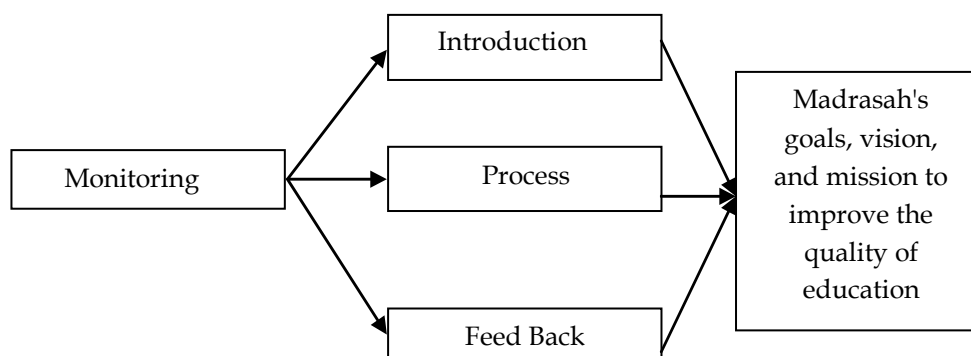 Introduction
Monitoring
Process
Feed Back
Madrasah's
goals, vision,
and mission to
improve the
quality of
education